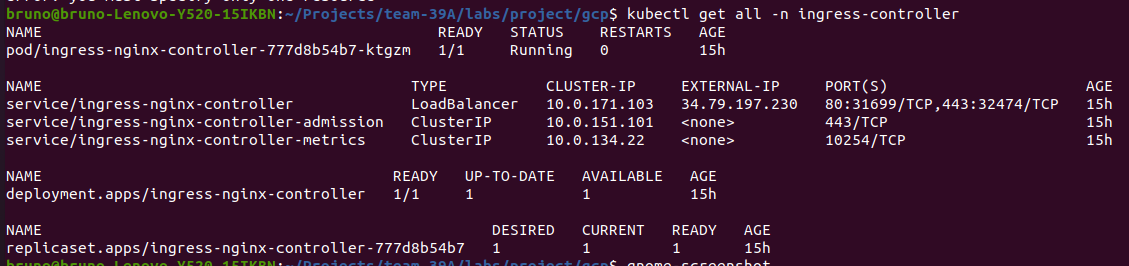 bruno@bruno-Lenovo-Y520-15IKBN:~/Projects/team-39A/labs/project/gcp$ kubectl get all -n ingress-controller
NAME READY STATUS RESTARTS AGE
pod/ingress-nginx-controller-777d8b54b7-ktgzm 1/1 Running 0 15h
NAME TYPE CLUSTER-IP EXTERNAL-IP PORT(S) AGE
service/ingress-nginx-controller LoadBalancer 10.0.171.103 34.79.197.230 80:31699/TCP,443:32474/TCP 15h
service/ingress-nginx-controller-admission ClusterIP 10.0.151.101 <none> 443/TCP 15h
service/ingress-nginx-controller-metrics ClusterIP 10.0.134.22 <none> 10254/TCP 15h
NAME READY UP-TO-DATE AVAILABLE AGE
deployment.apps/ingress-nginx-controller 1/1 1 1 15h
NAME DESIRED CURRENT READY AGE
replicaset.apps/ingress-nginx-controller-777d8b54b7 1 1 1 15h
bruno@bruno-Lenovo-Y520-15IKBN:~/Projects/team-39A/labs/project/gcp$ gnome-screenshot